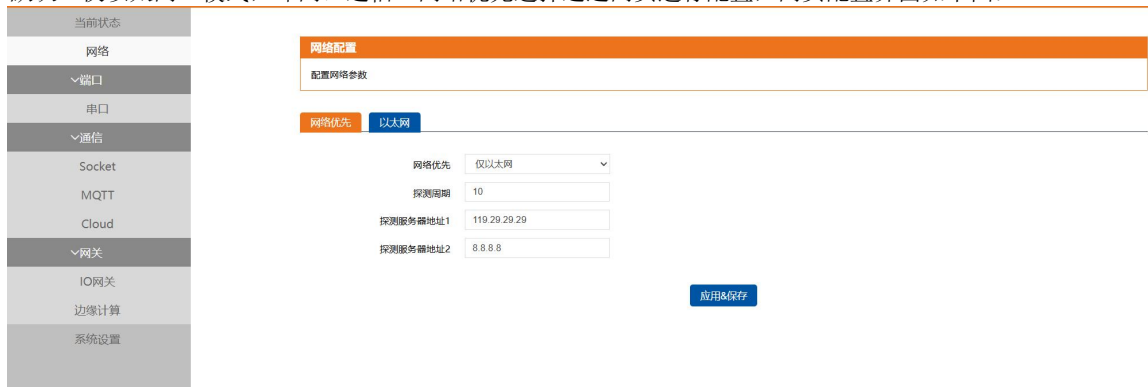 当前状态
网络
端口
串口
通信
Socket
MQTT
Cloud
网关
IO网关
边缘计算
系统设置
网络配置
配置网络参数
网络优先 以太网
网络优先 仅以太网
探测周期 10
探测服务器地址1 119.29.29.29
探测服务器地址2 8.8.8.8
应用&保存